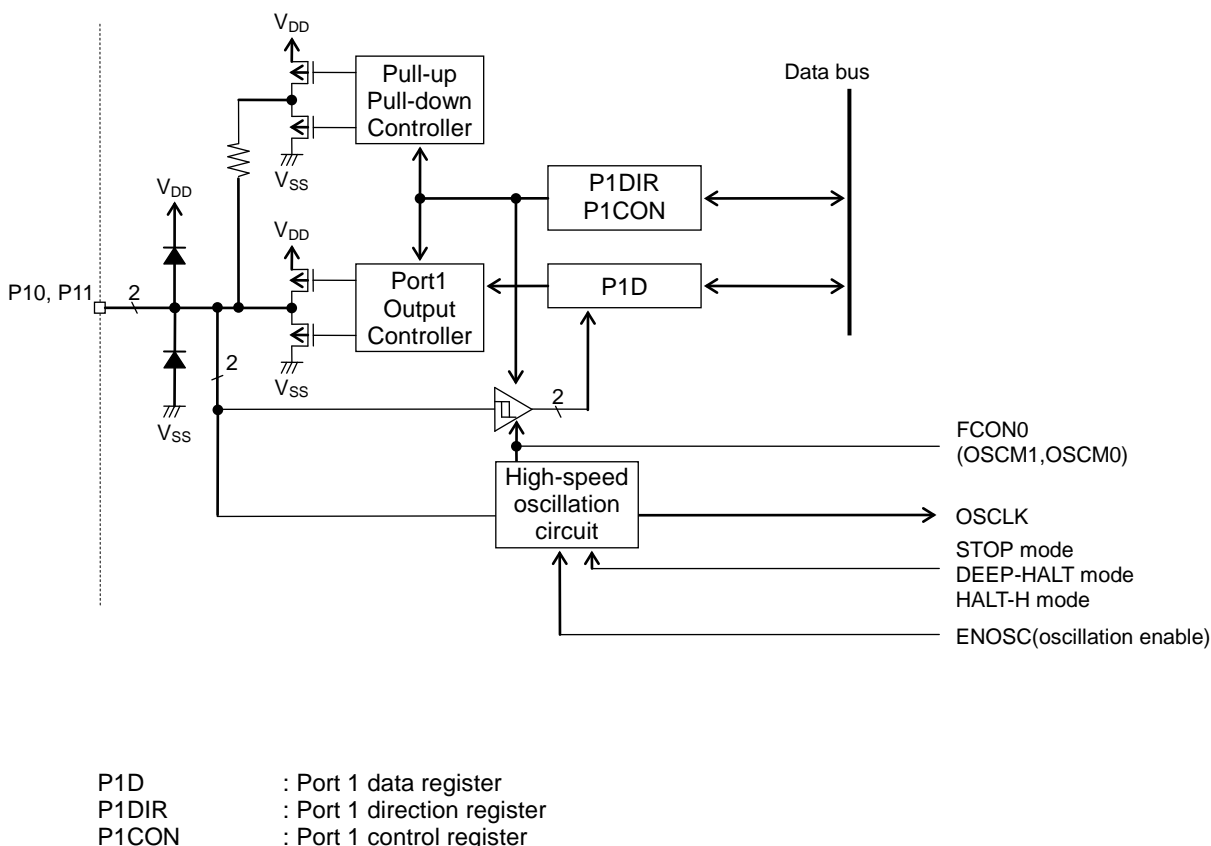 VDD
Pull-up
Pull-down
Controller
Data bus
VSS
VDD
P1DIR
P1CON
VDD
P10, P11
2
Port1
Output
Controller
P1D
2
VSS
VSS
2
FCON0
(OSCM1,OSCM0)
High-speed
oscillation
circuit
OSCLK
STOP mode
DEEP-HALT mode
HALT-H mode
ENOSC(oscillation enable)
P1D : Port 1 data register
P1DIR : Port 1 direction register
P1CON : Port 1 control register